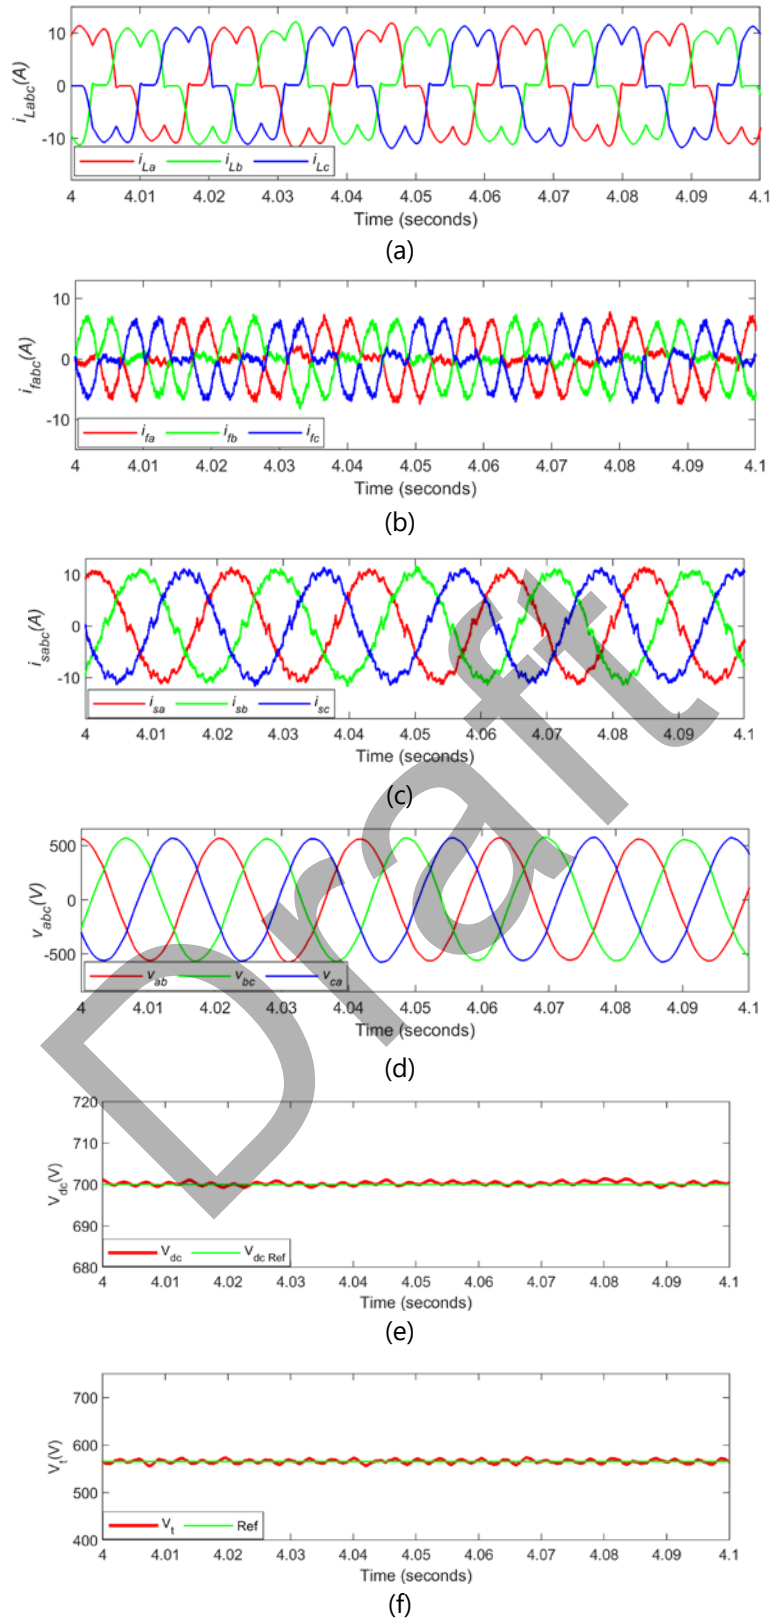 10
0
-10
i_Labc(A)
i_La i_Lb i_Lc
4 4.01 4.02 4.03 4.04 4.05 4.06 4.07 4.08 4.09 4.1
Time (seconds)
(a)
10
0
-10
i_fabc(A)
i_fa i_fb i_fc
4 4.01 4.02 4.03 4.04 4.05 4.06 4.07 4.08 4.09 4.1
Time (seconds)
(b)
10
0
-10
i_sabc(A)
i_sa i_sb i_sc
4 4.01 4.02 4.03 4.04 4.05 4.06 4.07 4.08 4.09 4.1
Time (seconds)
(c)
500
0
-500
v_abc(V)
v_ab v_bc v_ca
4 4.01 4.02 4.03 4.04 4.05 4.06 4.07 4.08 4.09 4.1
Time (seconds)
(d)
720
710
700
690
680
V_dc(V)
V_dc V_dc Ref
4 4.01 4.02 4.03 4.04 4.05 4.06 4.07 4.08 4.09 4.1
Time (seconds)
(e)
700
600
500
400
V_t(V)
V_t Ref
4 4.01 4.02 4.03 4.04 4.05 4.06 4.07 4.08 4.09 4.1
Time (seconds)
(f)
Draft